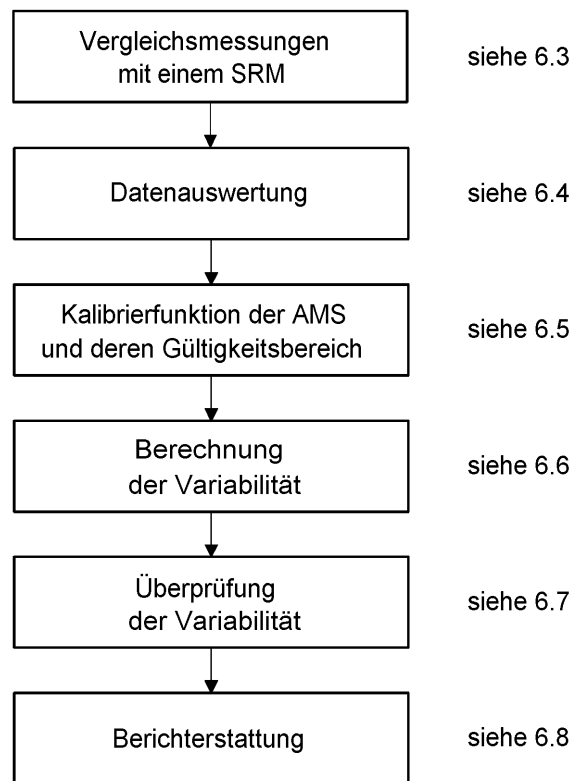 Vergleichsmessungen
mit einem SRM
siehe 6.3
Datenauswertung
siehe 6.4
Kalibrierfunktion der AMS
und deren Gültigkeitsbereich
siehe 6.5
Berechnung
der Variabilität
siehe 6.6
Überprüfung
der Variabilität
siehe 6.7
Berichterstattung
siehe 6.8